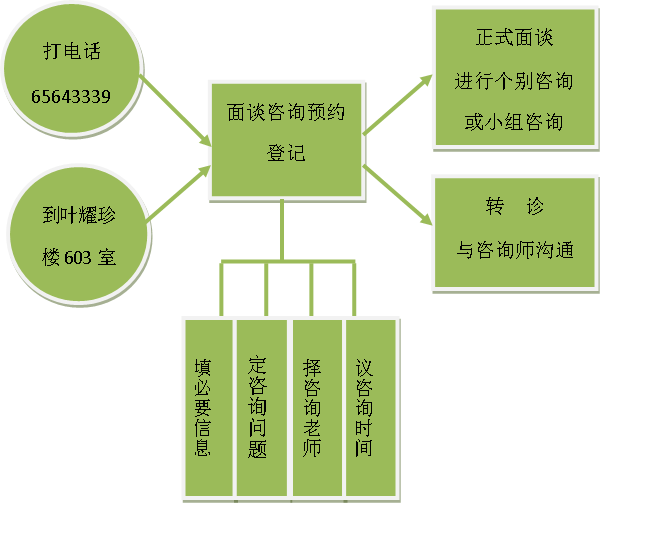 打电话
65643339
到叶耀珍
楼603室
面谈咨询预约
登记
正式面谈
进行个别咨询
或小组咨询
转 诊
与咨询师沟通
填必要信息
定咨询问题
择咨询老师
议咨询时间